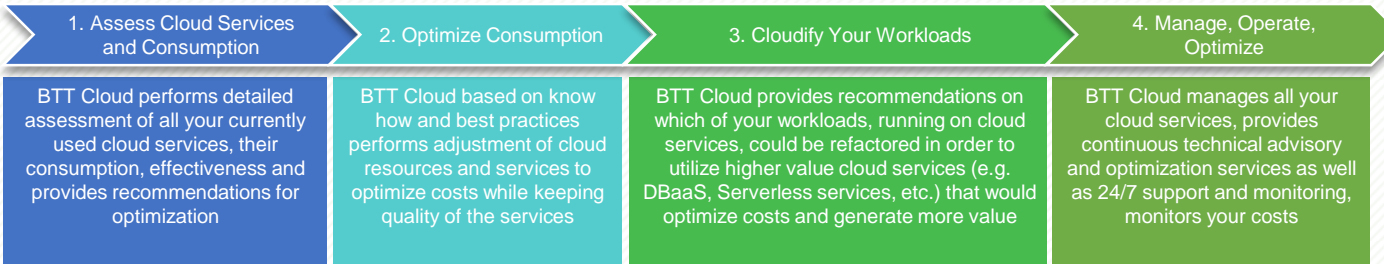 1. Assess Cloud Services
and Consumption
2. Optimize Consumption
3. Cloudify Your Workloads
4. Manage, Operate,
Optimize
BTT Cloud performs detailed
assessment of all your currently
used cloud services, their
consumption, effectiveness and
provides recommendations for
optimization
BTT Cloud based on know
how and best practices
performs adjustment of cloud
resources and services to
optimize costs while keeping
quality of the services
BTT Cloud provides recommendations on
which of your workloads, running on cloud
services, could be refactored in order to
utilize higher value cloud services (e.g.
DBaaS, Serverless services, etc.) that would
optimize costs and generate more value
BTT Cloud manages all your
cloud services, provides
continuous technical advisory
and optimization services as well
as 24/7 support and monitoring,
monitors your costs